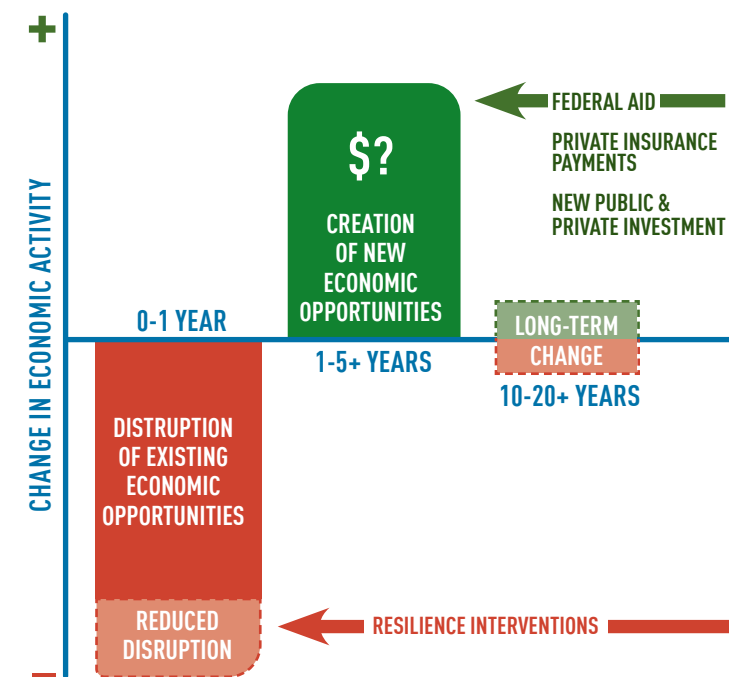 +
CHANGE IN ECONOMIC ACTIVITY
FEDERAL AID
PRIVATE INSURANCE
PAYMENTS
NEW PUBLIC &
PRIVATE INVESTMENT
$?
CREATION
OF NEW
ECONOMIC
OPPORTUNITIES
0-1 YEAR
1-5+ YEARS
LONG-TERM
CHANGE
10-20+ YEARS
DISTRUPTION
OF EXISTING
ECONOMIC
OPPORTUNITIES
REDUCED
DISRUPTION
RESILIENCE INTERVENTIONS
–